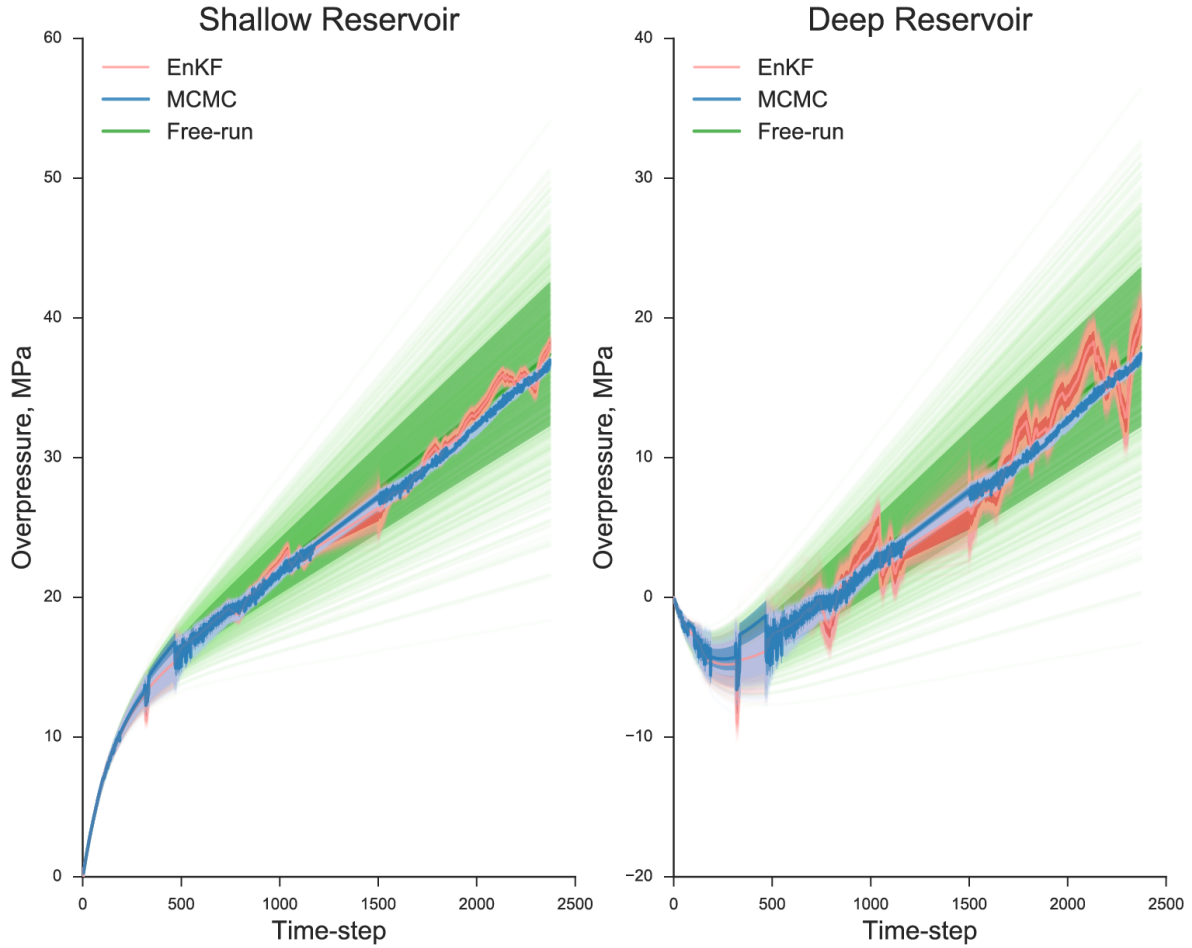 Shallow Reservoir
60
50
40
30
20
10
0
Overpressure, MPa
EnKF
MCMC
Free-run
0 500 1000 1500 2000 2500
Time-step
Deep Reservoir
40
30
20
10
0
−10
−20
Overpressure, MPa
EnKF
MCMC
Free-run
0 500 1000 1500 2000 2500
Time-step